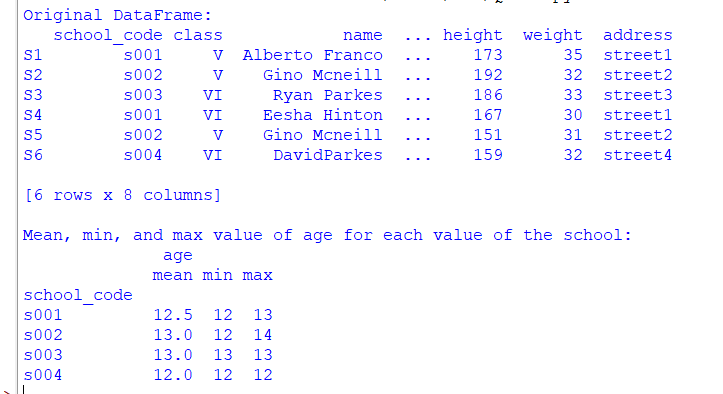 Original DataFrame:
   school_code class            name  ... height  weight  address
S1        s001     V  Alberto Franco  ...    173      35  street1
S2        s002     V    Gino Mcneill  ...    192      32  street2
S3        s003    VI     Ryan Parkes  ...    186      33  street3
S4        s001    VI    Eesha Hinton  ...    167      30  street1
S5        s002     V    Gino Mcneill  ...    151      31  street2
S6        s004    VI     DavidParkes  ...    159      32  street4
[6 rows x 8 columns]
Mean, min, and max value of age for each value of the school:
              age
             mean min max
school_code
s001         12.5  12  13
s002         13.0  12  14
s003         13.0  13  13
s004         12.0  12  12